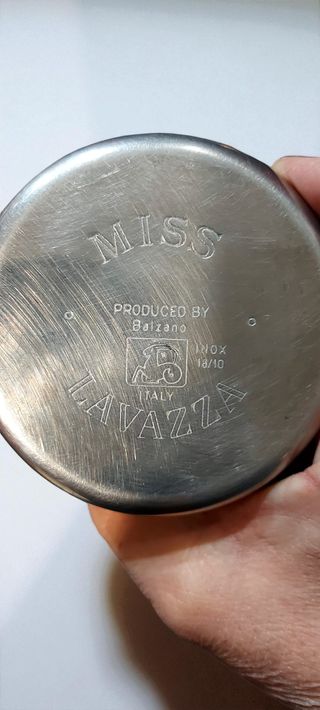 MISS
PRODUCED BY
Balzano
INOX
18/10
ITALY
LAVAZZA